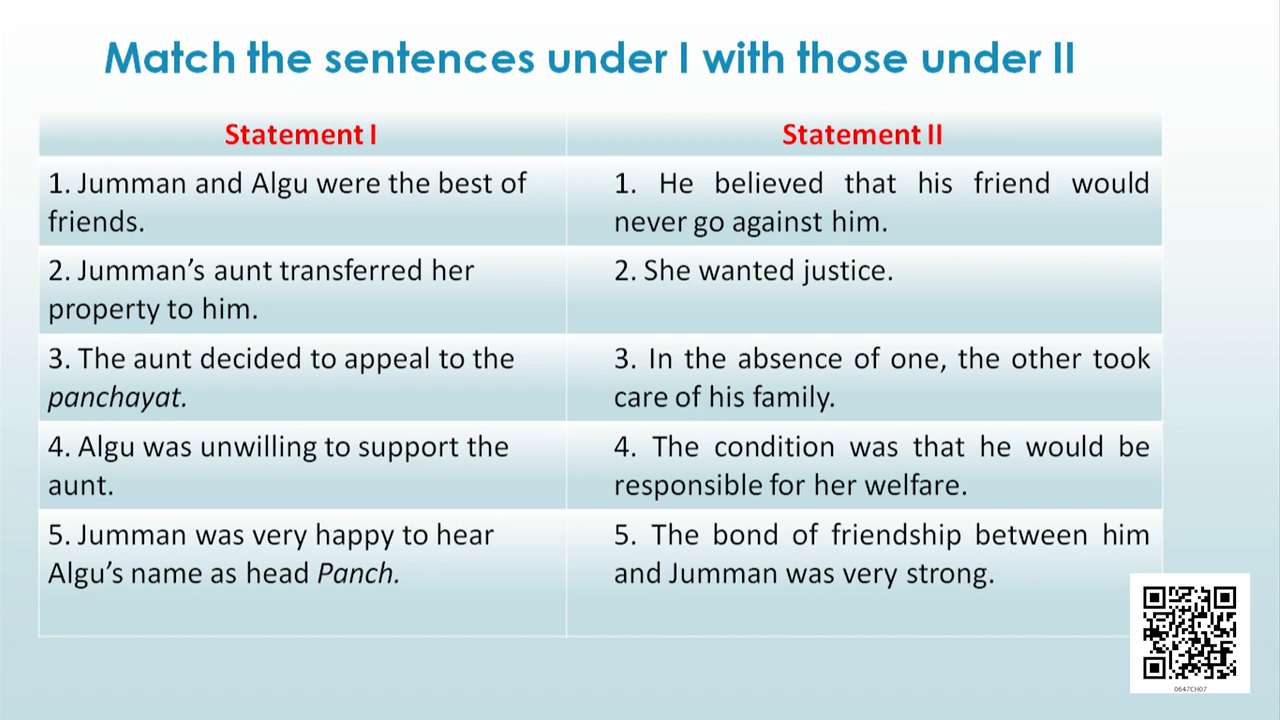 Match the sentences under I with those under II
Statement I
Statement II
1. Jumman and Algu were the best of
friends.
1. He believed that his friend would
never go against him.
2. Jumman’s aunt transferred her
property to him.
2. She wanted justice.
3. The aunt decided to appeal to the
panchayat.
3. In the absence of one, the other took
care of his family.
4. Algu was unwilling to support the
aunt.
4. The condition was that he would be
responsible for her welfare.
5. Jumman was very happy to hear
Algu’s name as head Panch.
5. The bond of friendship between him
and Jumman was very strong.
0647CH07